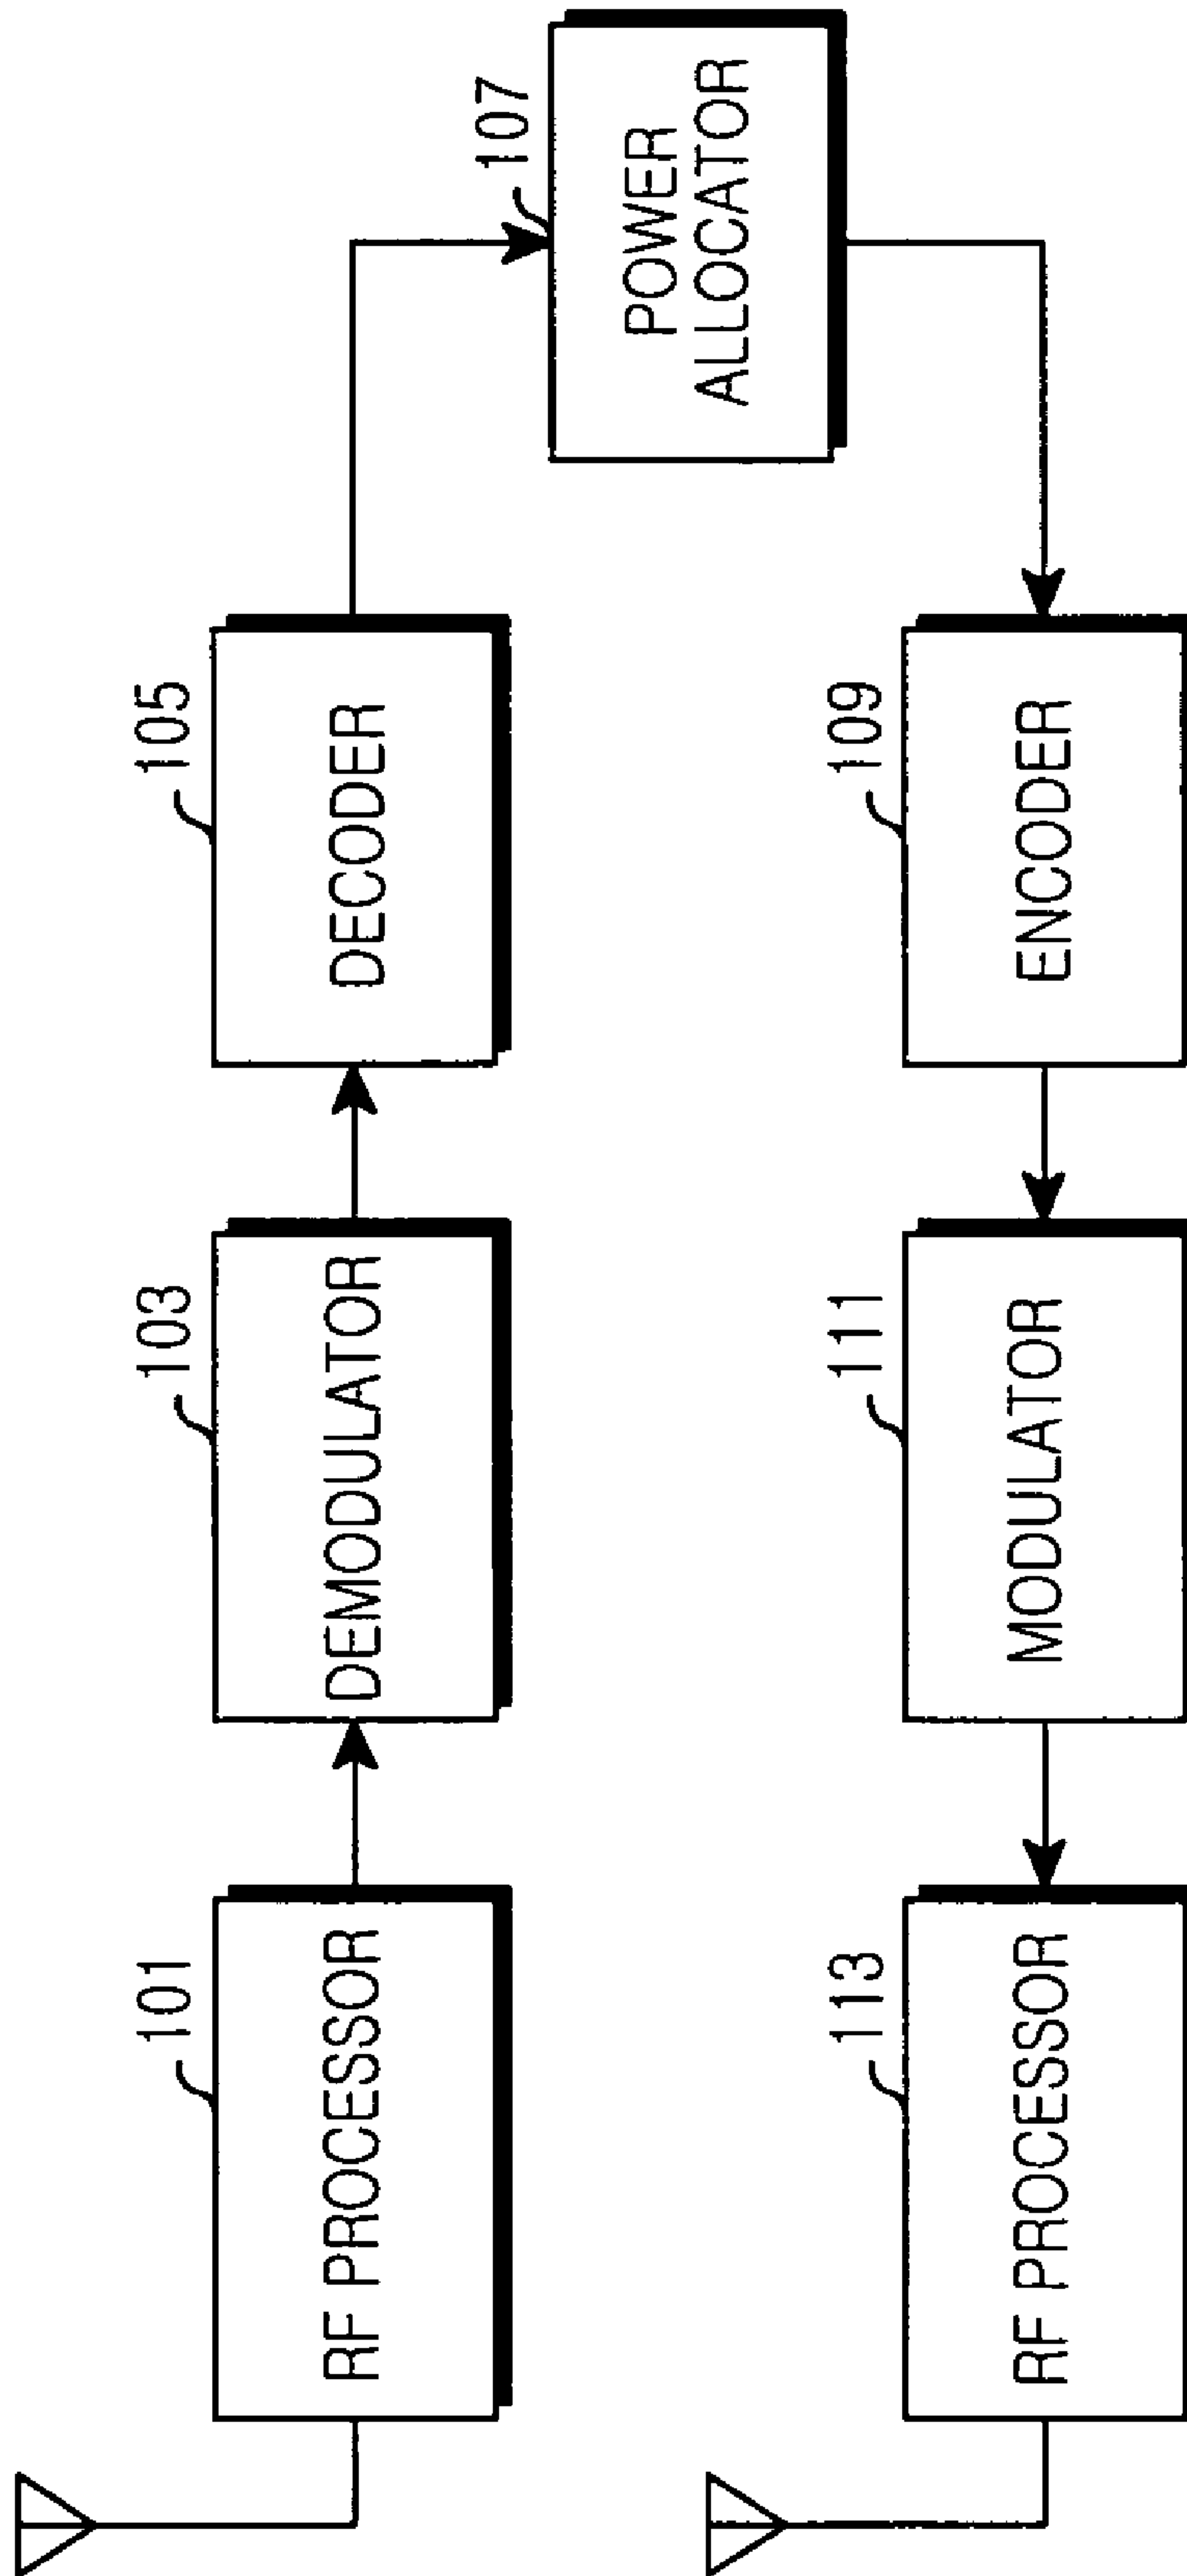 101
RF PROCESSOR
103
DEMODULATOR
105
DECODER
107
POWER
ALLOCATOR
109
ENCODER
111
MODULATOR
113
RF PROCESSOR